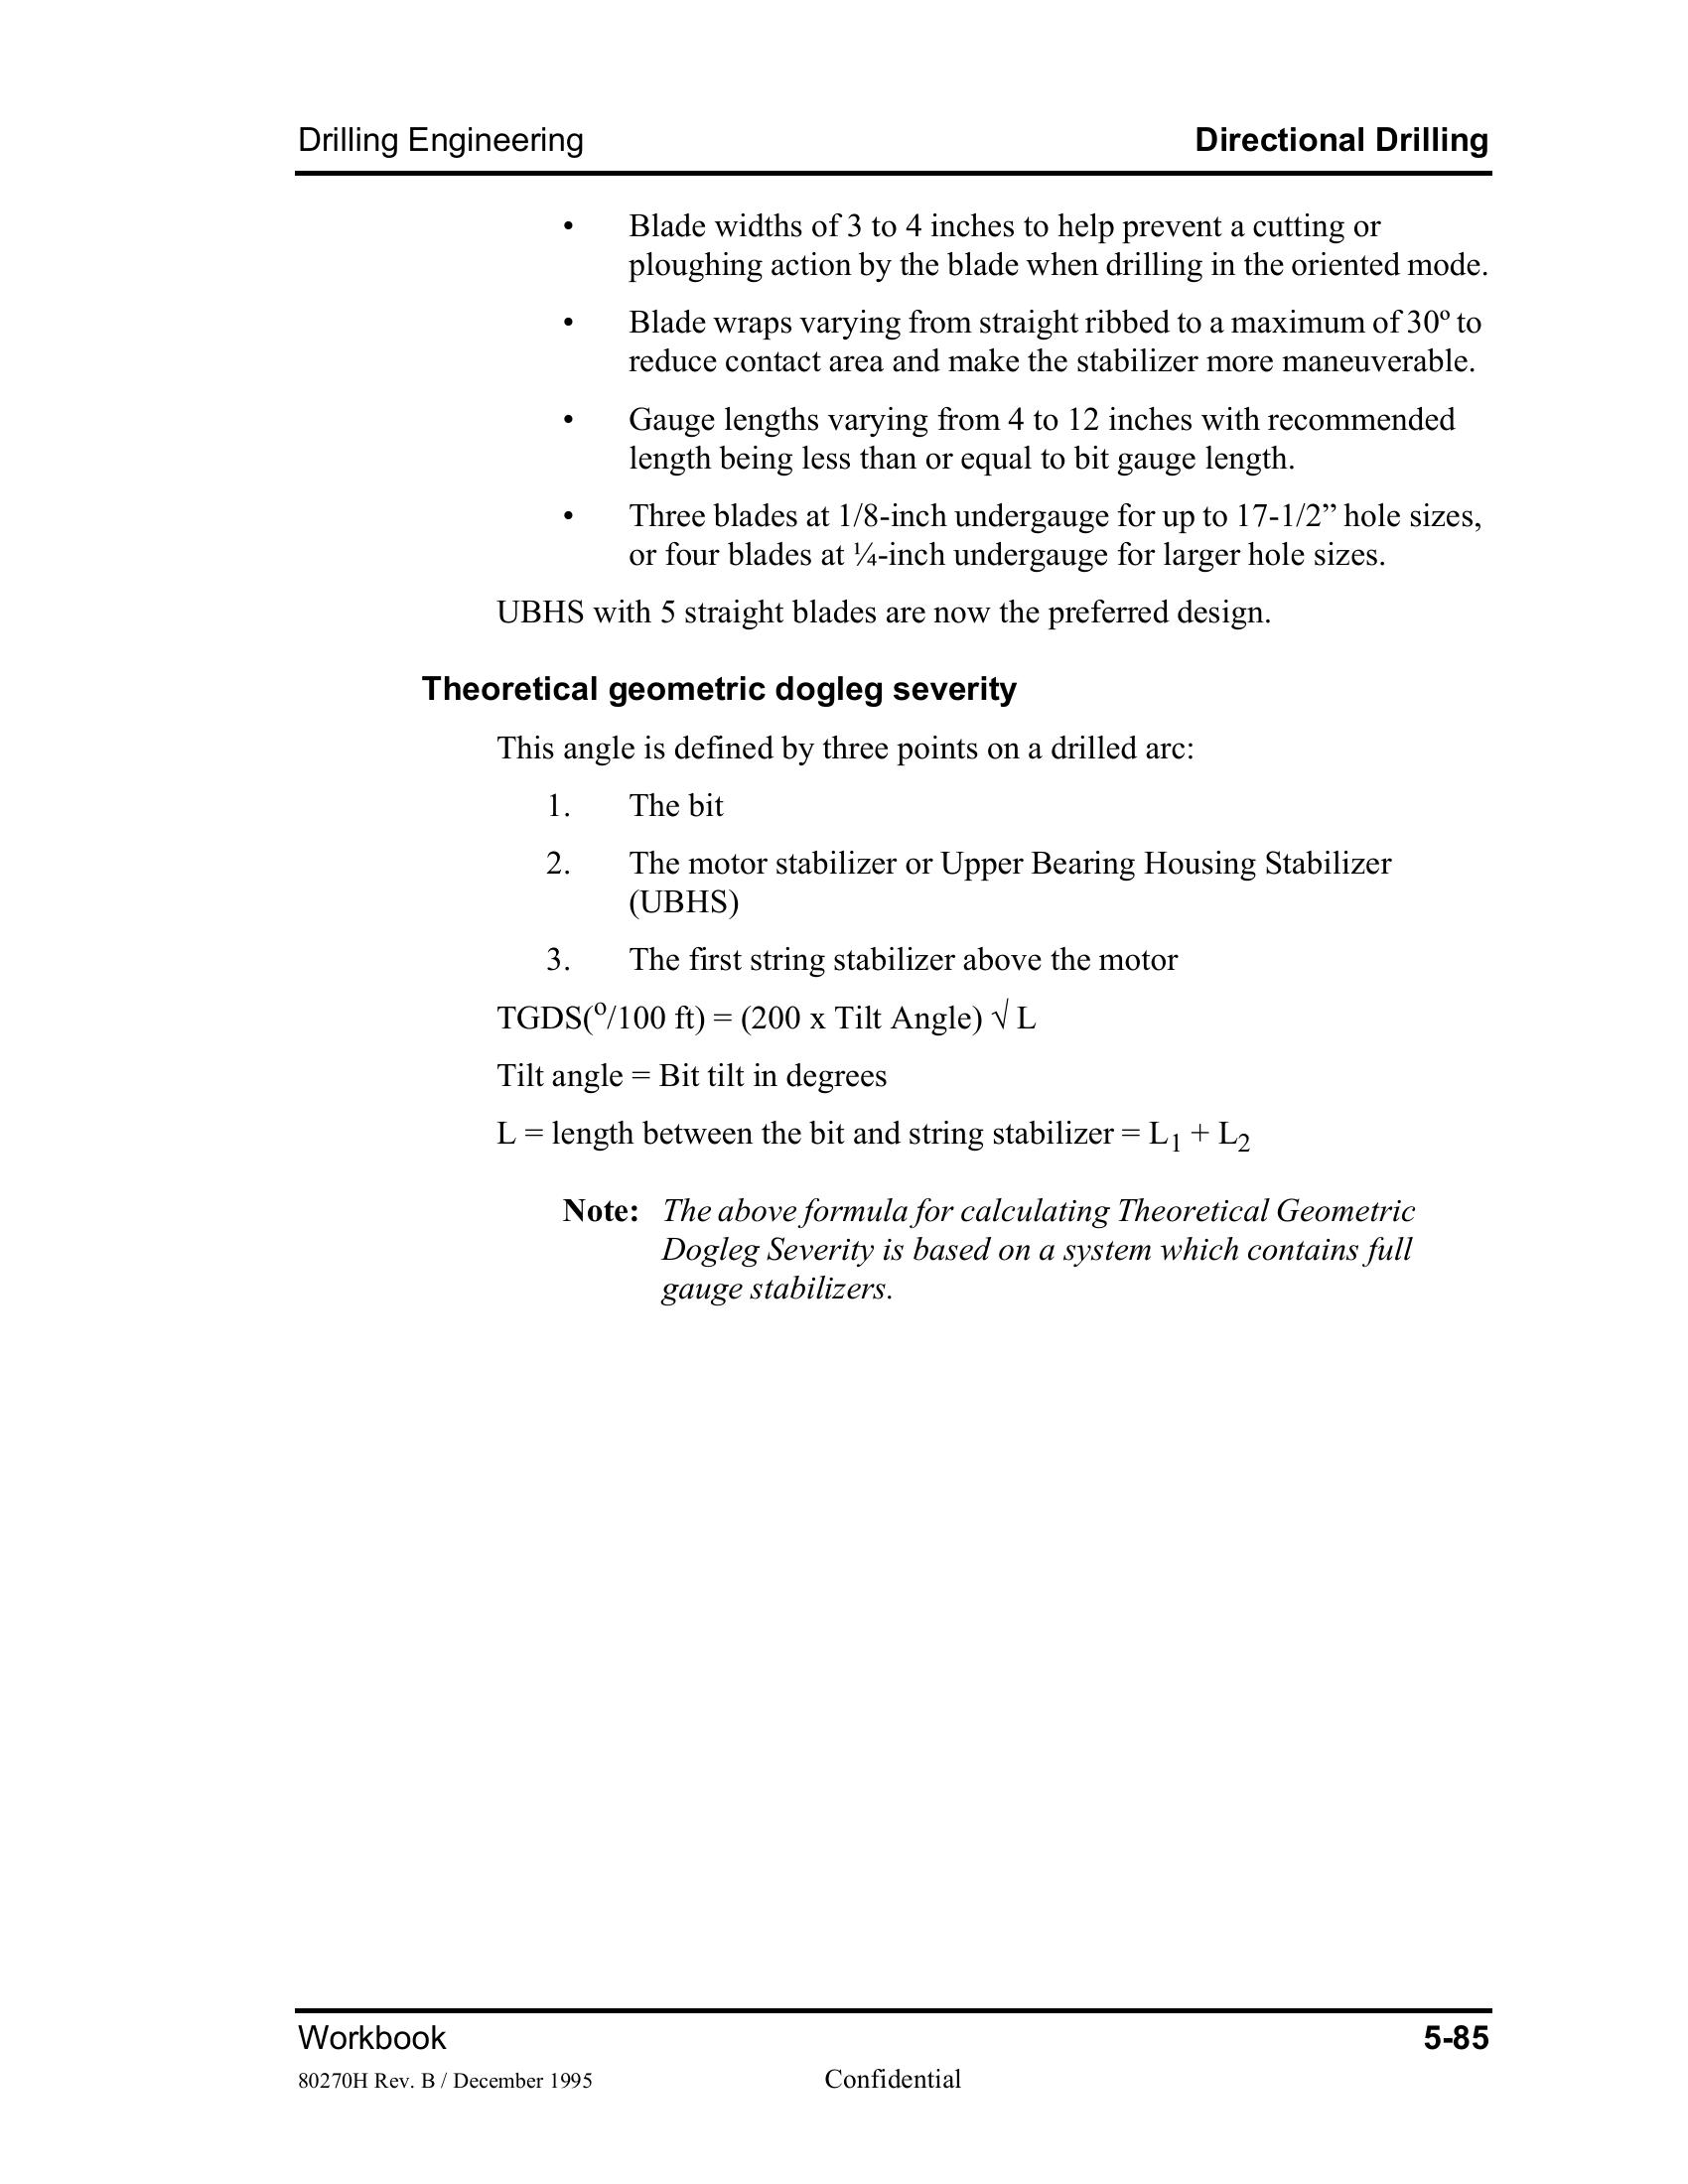 Drilling Engineering Directional Drilling
• Blade widths of 3 to 4 inches to help prevent a cutting or
ploughing action by the blade when drilling in the oriented mode.
• Blade wraps varying from straight ribbed to a maximum of 30º to
reduce contact area and make the stabilizer more maneuverable.
• Gauge lengths varying from 4 to 12 inches with recommended
length being less than or equal to bit gauge length.
• Three blades at 1/8-inch undergauge for up to 17-1/2” hole sizes,
or four blades at ¼-inch undergauge for larger hole sizes.
UBHS with 5 straight blades are now the preferred design.
Theoretical geometric dogleg severity
This angle is defined by three points on a drilled arc:
1. The bit
2. The motor stabilizer or Upper Bearing Housing Stabilizer
(UBHS)
3. The first string stabilizer above the motor
TGDS(º/100 ft) = (200 x Tilt Angle) √ L
Tilt angle = Bit tilt in degrees
L = length between the bit and string stabilizer = L₁ + L₂
Note: The above formula for calculating Theoretical Geometric
Dogleg Severity is based on a system which contains full
gauge stabilizers.
Workbook 5-85
80270H Rev. B / December 1995 Confidential